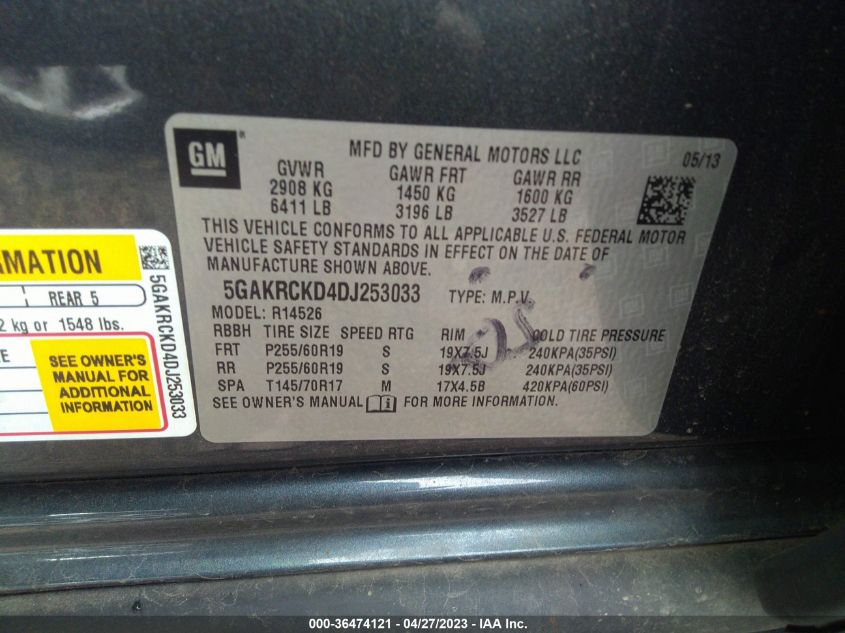 GM
MFD BY GENERAL MOTORS LLC
05/13
GVWR GAWR FRT GAWR RR
2908 KG 1450 KG 1600 KG
6411 LB 3196 LB 3527 LB
THIS VEHICLE CONFORMS TO ALL APPLICABLE U.S. FEDERAL MOTOR
VEHICLE SAFETY STANDARDS IN EFFECT ON THE DATE OF
MANUFACTURE SHOWN ABOVE.
5GAKRCKD4DJ253033 TYPE: M.P.V.
MODEL: R14526
RBBH TIRE SIZE SPEED RTG RIM COLD TIRE PRESSURE
FRT P255/60R19 S 19X7.5J 240KPA(35PSI)
RR P255/60R19 S 19X7.5J 240KPA(35PSI)
SPA T145/70R17 M 17X4.5B 420KPA(60PSI)
SEE OWNER'S MANUAL FOR MORE INFORMATION.
RMATION
REAR 5
2 kg or 1548 lbs.
SEE OWNER'S
MANUAL FOR
ADDITIONAL
INFORMATION
5GAKRCKD4DJ253033
000-36474121 - 04/27/2023 - IAA Inc.